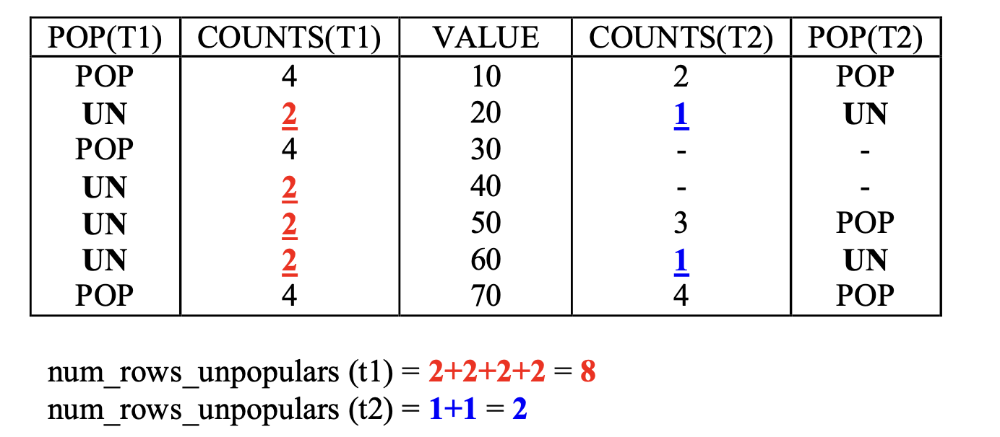 POP(T1) COUNTS(T1) VALUE COUNTS(T2) POP(T2)
POP 4 10 2 POP
UN 2 20 1 UN
POP 4 30 - -
UN 2 40 - -
UN 2 50 3 POP
UN 2 60 1 UN
POP 4 70 4 POP
num_rows_unpopulars (t1) = 2+2+2+2 = 8
num_rows_unpopulars (t2) = 1+1 = 2